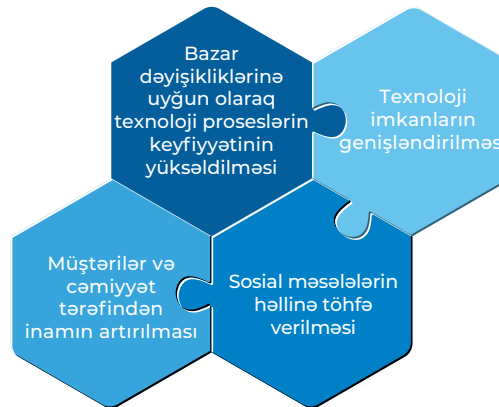 Bazar
dəyişikliklərinə
uyğun olaraq
texnoloji proseslərin
keyfiyyətinin
yüksəldilməsi
Texnoloji
imkanların
genişləndirilməs
Müştərilər və
cəmiyyət
tərəfindən
inamın artırılması
Sosial məsələlərin
həllinə töhfə
verilməsi